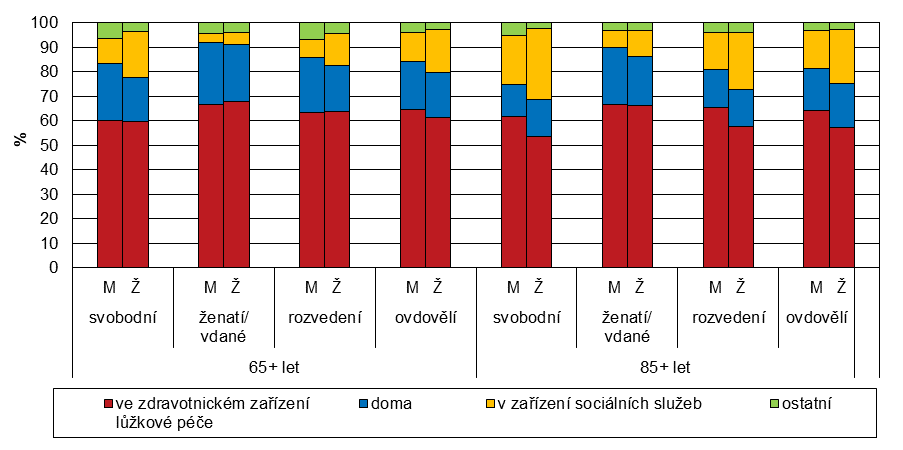 100
90
80
70
60
50
40
30
20
10
0
%
M Ž M Ž M Ž M Ž M Ž M Ž M Ž M Ž
svobodní ženatí/ rozvedení ovdovělí svobodní ženatí/ rozvedení ovdovělí
vdané vdané
65+ let 85+ let
ve zdravotnickém zařízení doma v zařízení sociálních služeb ostatní
lůžkové péče